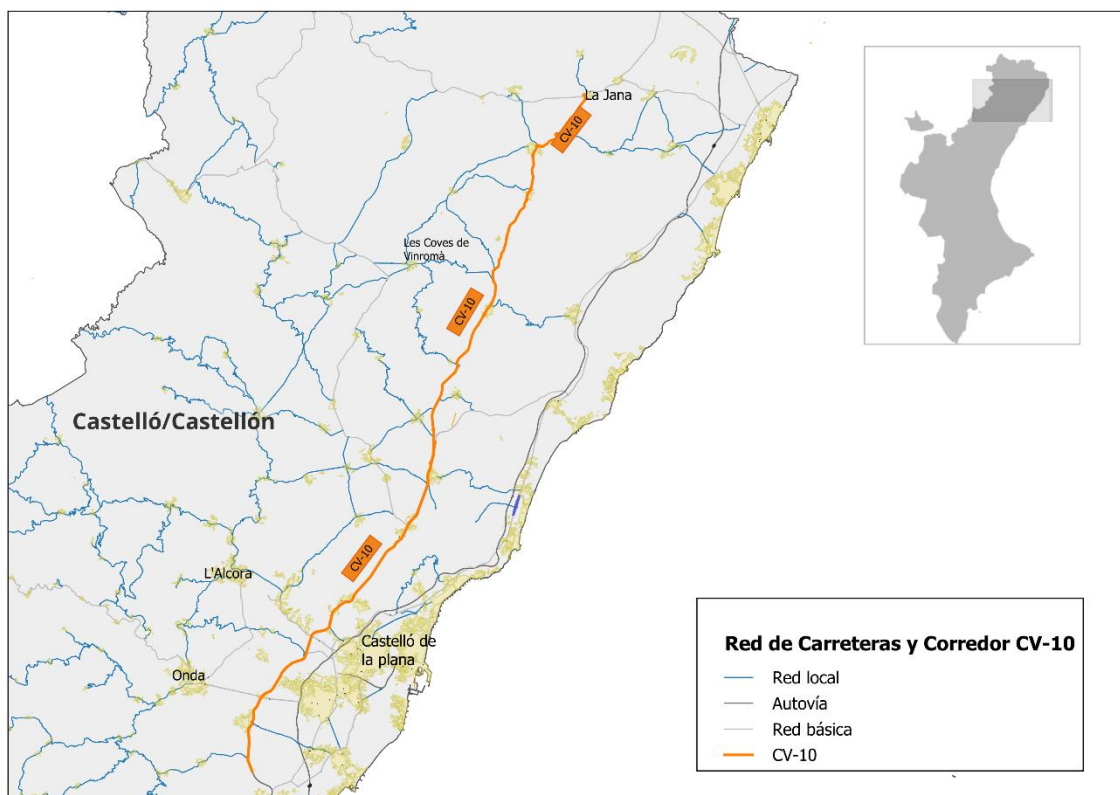 La Jana
CV-10
Les Coves de
Vinromà
CV-10
Castelló/Castellón
CV-10
L'Alcora
Castelló de
la plana
Onda
Red de Carreteras y Corredor CV-10
Red local
Autovía
Red básica
CV-10